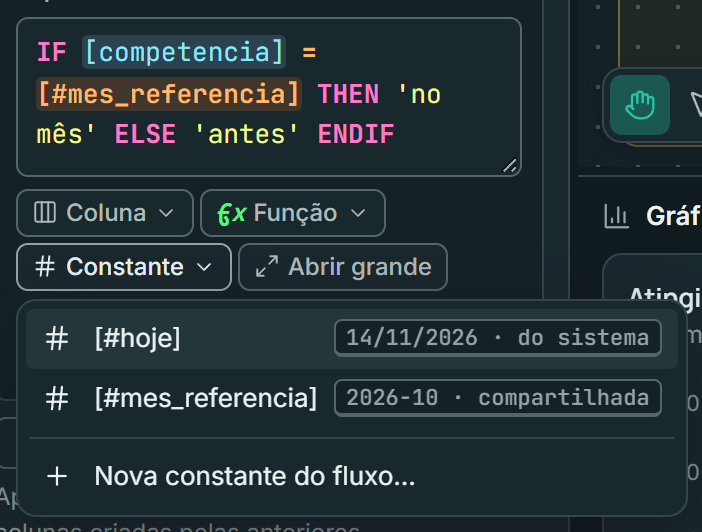 IF [competencia] =
[#mes_referencia] THEN 'no
mês' ELSE 'antes' ENDIF
Coluna
Função
Constante
Abrir grande
[#hoje] 14/11/2026 · do sistema
[#mes_referencia] 2026-10 · compartilhada
Nova constante do fluxo...